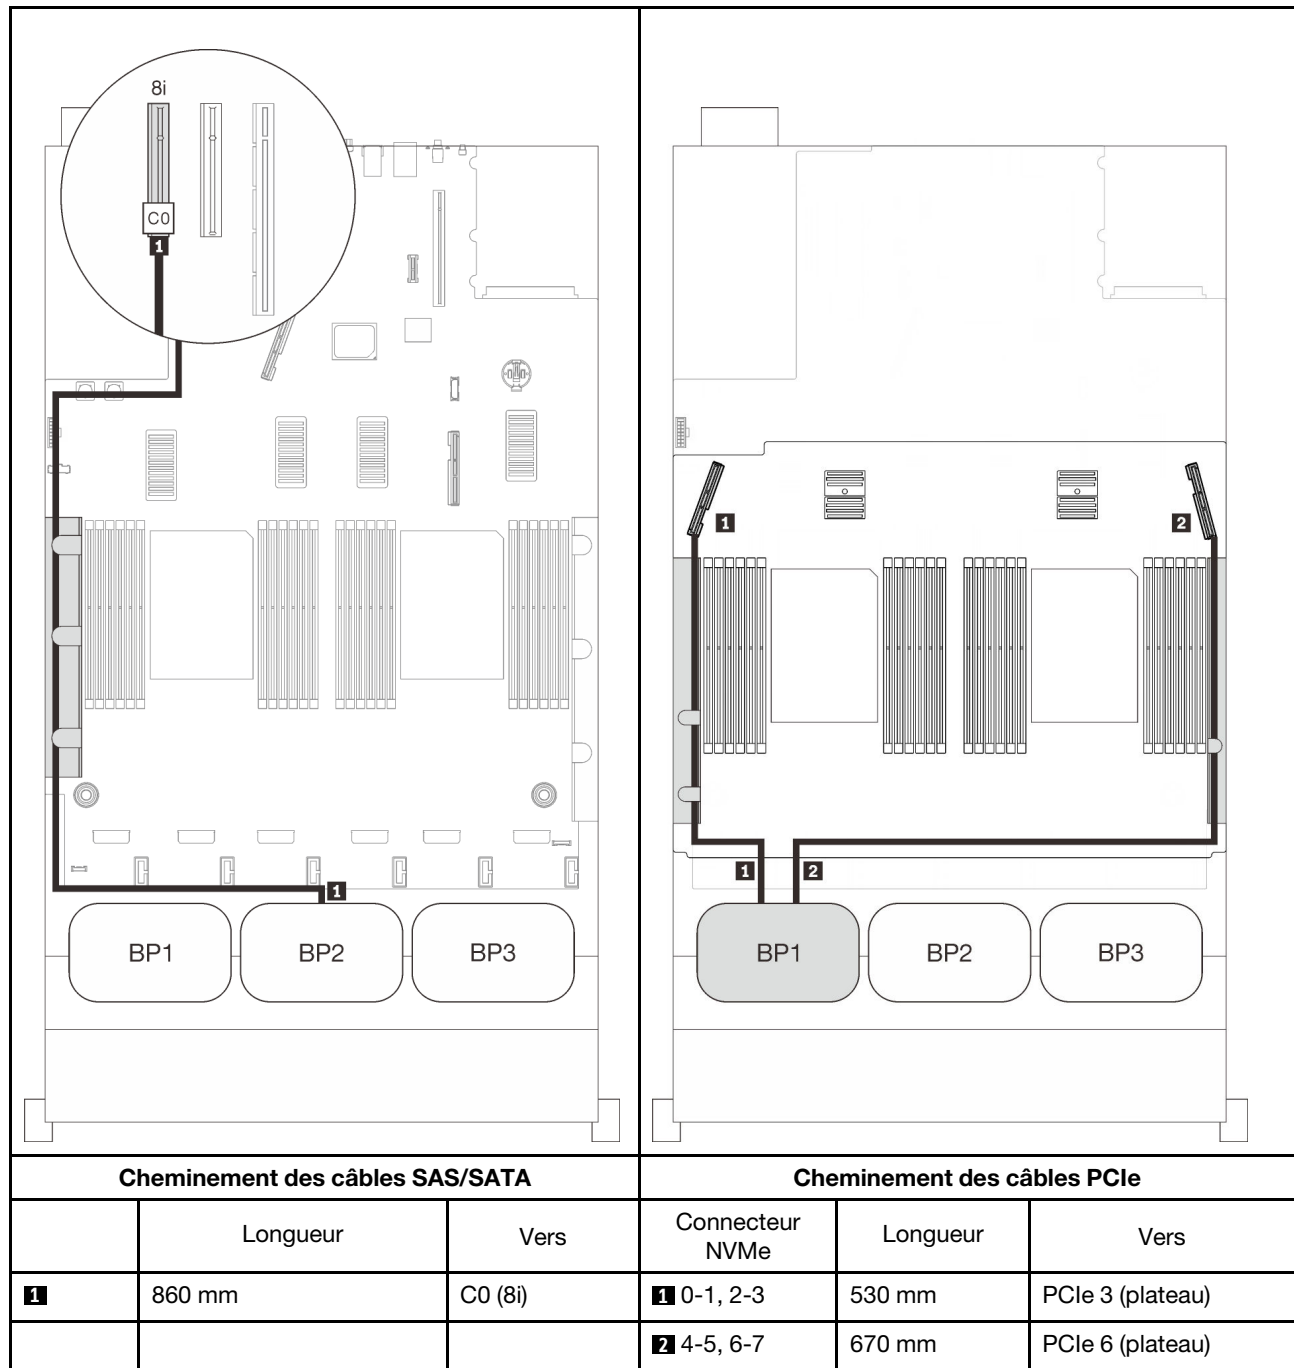 8i
C0
1
1
BP1
BP2
BP3
1
2
1
2
BP1
BP2
BP3
Cheminement des câbles SAS/SATA
Longueur
Vers
1
860 mm
C0 (8i)
Cheminement des câbles PCIe
Connecteur
NVMe
Longueur
Vers
1 0-1, 2-3
530 mm
PCIe 3 (plateau)
2 4-5, 6-7
670 mm
PCIe 6 (plateau)